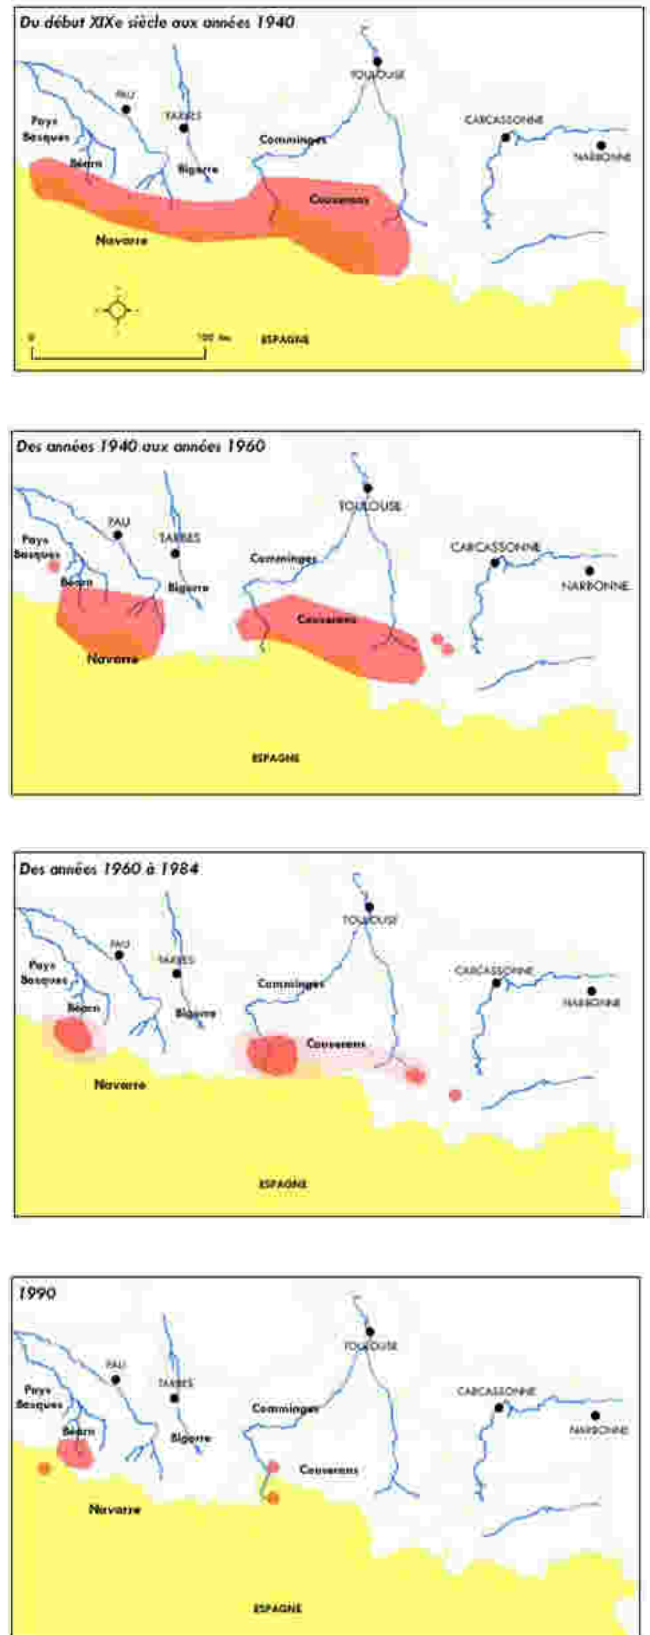 Du début XIXe siècle aux années 1940
TOULOUSE
PAU
TARBES
CARCASSONNE
Pays
Basques
Comminges
NARBONNE
Béarn
Bigorre
Couserans
Navarre
0
100 km
ESPAGNE
Des années 1940 aux années 1960
TOULOUSE
PAU
TARBES
Pays
Basques
CARCASSONNE
Comminges
Béarn
Bigorre
NARBONNE
Couserans
Navarre
ESPAGNE
Des années 1960 à 1984
TOULOUSE
PAU
TARBES
Pays
Basques
CARCASSONNE
Comminges
NARBONNE
Béarn
Bigorre
Couserans
Navarre
ESPAGNE
1990
TOULOUSE
PAU
TARBES
Pays
Basques
CARCASSONNE
Comminges
Béarn
Bigorre
NARBONNE
Couserans
Navarre
ESPAGNE